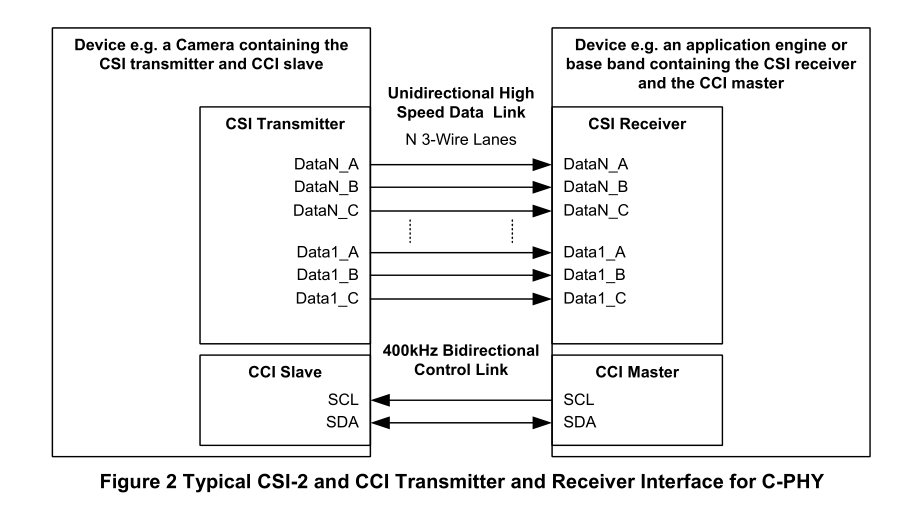 Device e.g. a Camera containing the
CSI transmitter and CCI slave
Device e.g. an application engine or
base band containing the CSI receiver
and the CCI master
Unidirectional High
Speed Data Link
N 3-Wire Lanes
CSI Transmitter
DataN_A
DataN_B
DataN_C
Data1_A
Data1_B
Data1_C
CSI Receiver
DataN_A
DataN_B
DataN_C
Data1_A
Data1_B
Data1_C
400kHz Bidirectional
Control Link
CCI Slave
SCL
SDA
CCI Master
SCL
SDA
Figure 2 Typical CSI-2 and CCI Transmitter and Receiver Interface for C-PHY